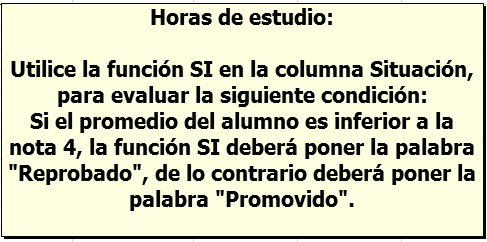 Horas de estudio:
Utilice la función SI en la columna Situación,
para evaluar la siguiente condición:
Si el promedio del alumno es inferior a la
nota 4, la función SI deberá poner la palabra
"Reprobado", de lo contrario deberá poner la
palabra "Promovido".